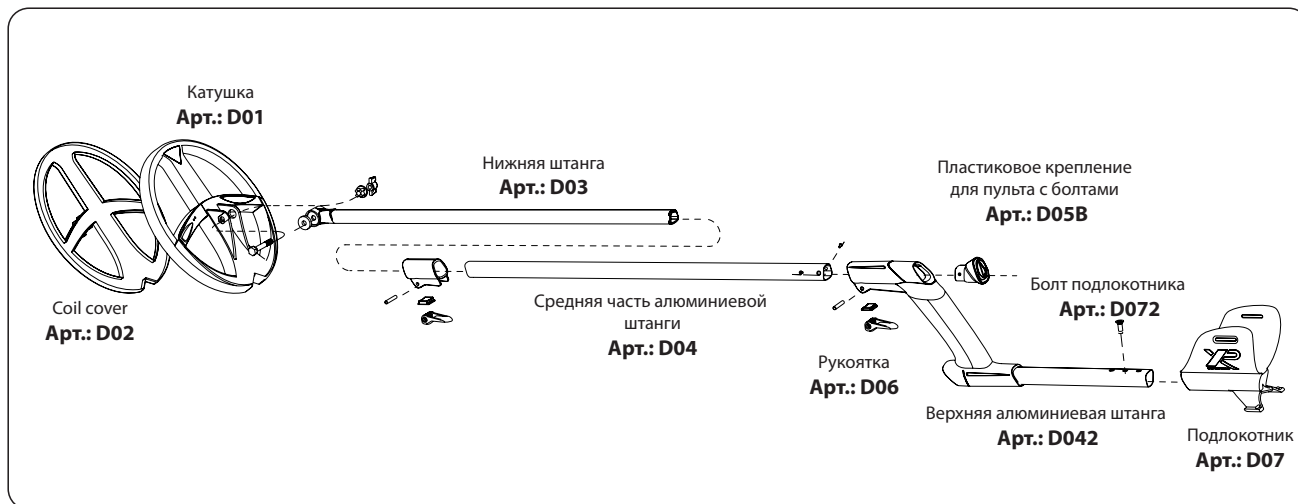 Катушка
Арт.: D01
Нижняя штанга
Арт.: D03
Пластиковое крепление
для пульта с болтами
Арт.: D05B
Coil cover
Арт.: D02
Средняя часть алюминиевой
штанги
Арт.: D04
Болт подлокотника
Арт.: D072
Рукоятка
Арт.: D06
Верхняя алюминиевая штанга
Арт.: D042
XP
Подлокотник
Арт.: D07